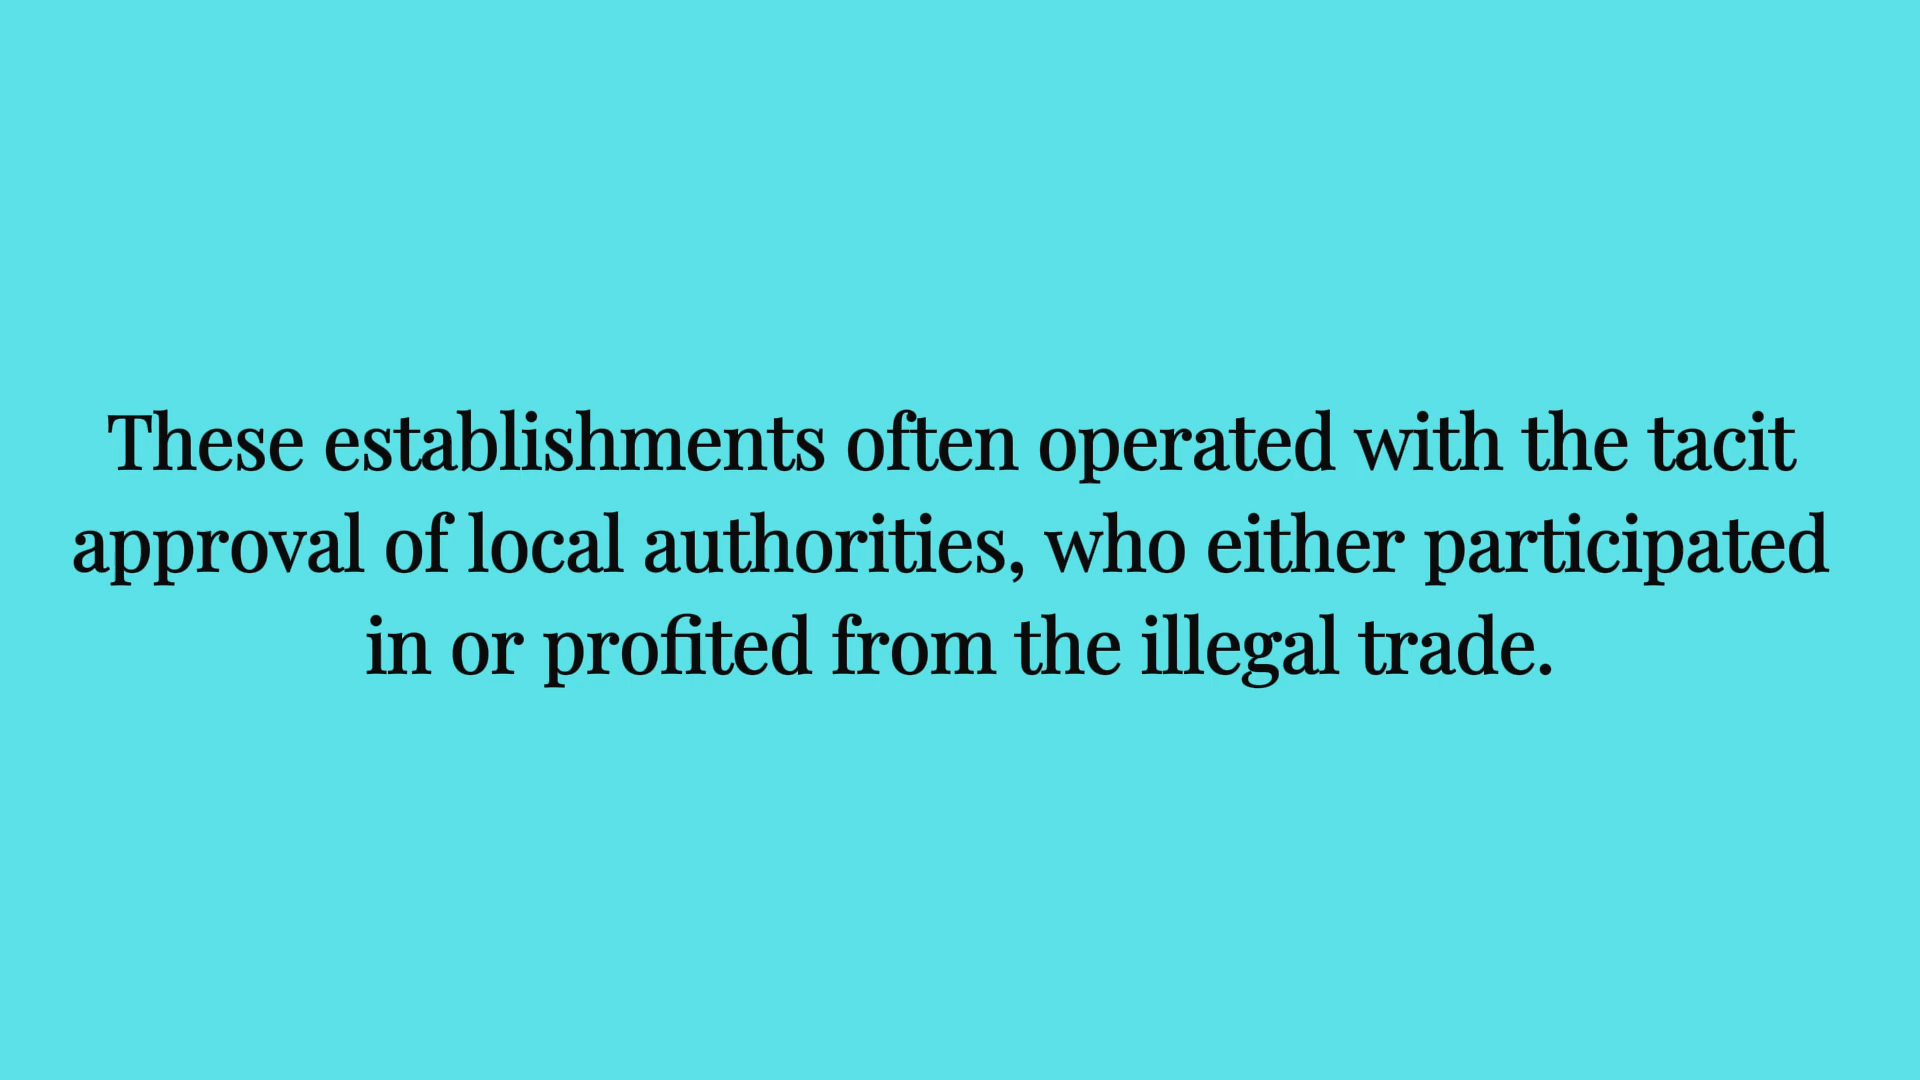 These establishments often operated with the tacit
approval of local authorities, who either participated
in or profited from the illegal trade.